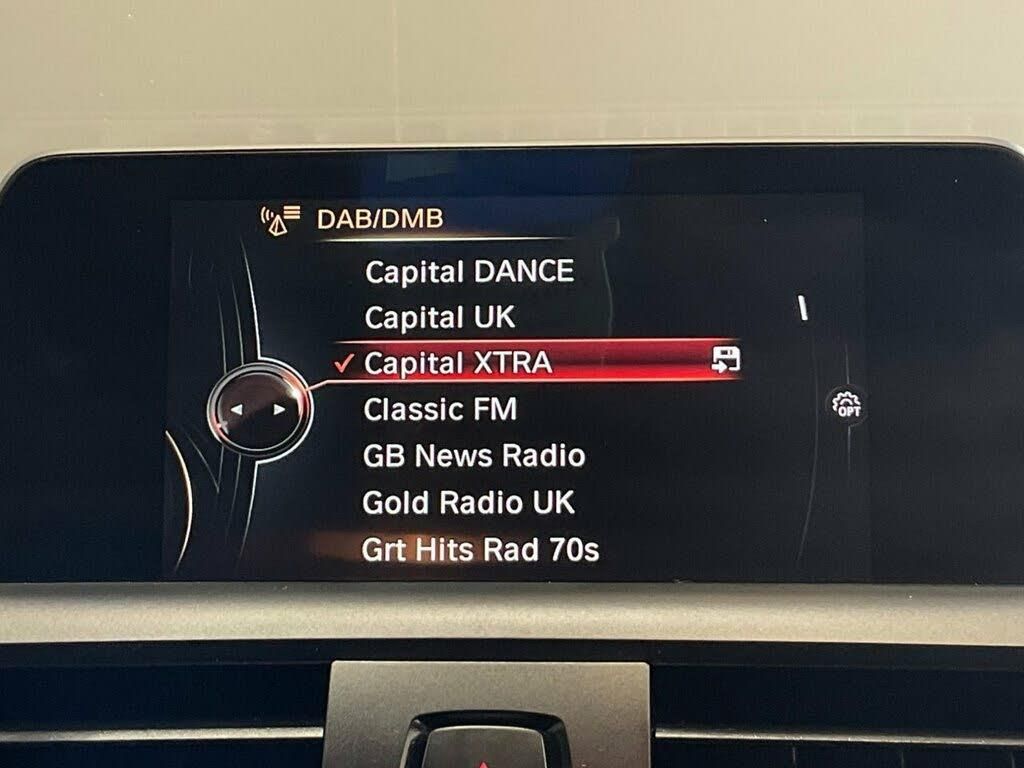 DAB/DMB
Capital DANCE
Capital UK
Capital XTRA
Classic FM
OPT
GB News Radio
Gold Radio UK
Grt Hits Rad 70s